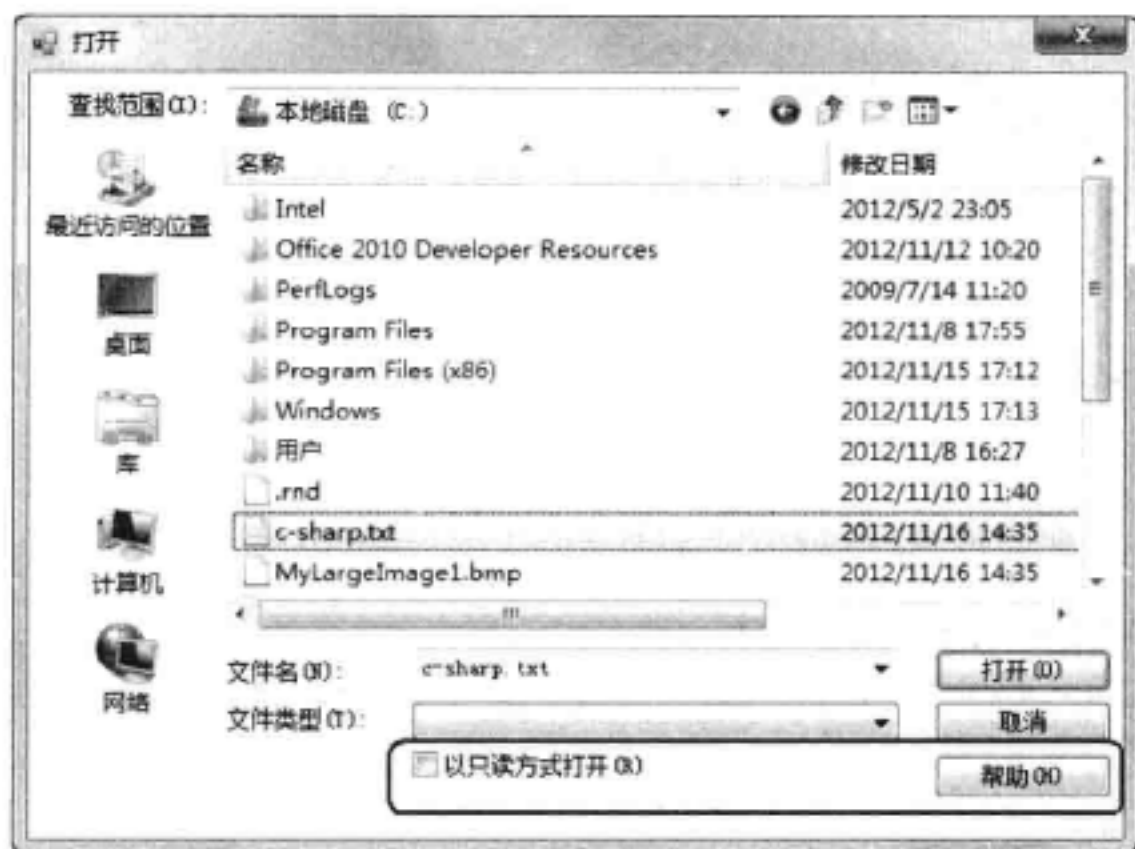 打开
查找范围(I): 本地磁盘 (C:)
名称 修改日期
最近访问的位置
桌面
库
计算机
网络
Intel 2012/5/2 23:05
Office 2010 Developer Resources 2012/11/12 10:20
PerfLogs 2009/7/14 11:20
Program Files 2012/11/8 17:55
Program Files (x86) 2012/11/15 17:12
Windows 2012/11/15 17:13
用户 2012/11/8 16:27
.rnd 2012/11/10 11:40
c-sharp.txt 2012/11/16 14:35
MyLargeImage1.bmp 2012/11/16 14:35
文件名(N): c-sharp.txt 打开(O)
文件类型(T): 取消
以只读方式打开(R) 帮助(H)